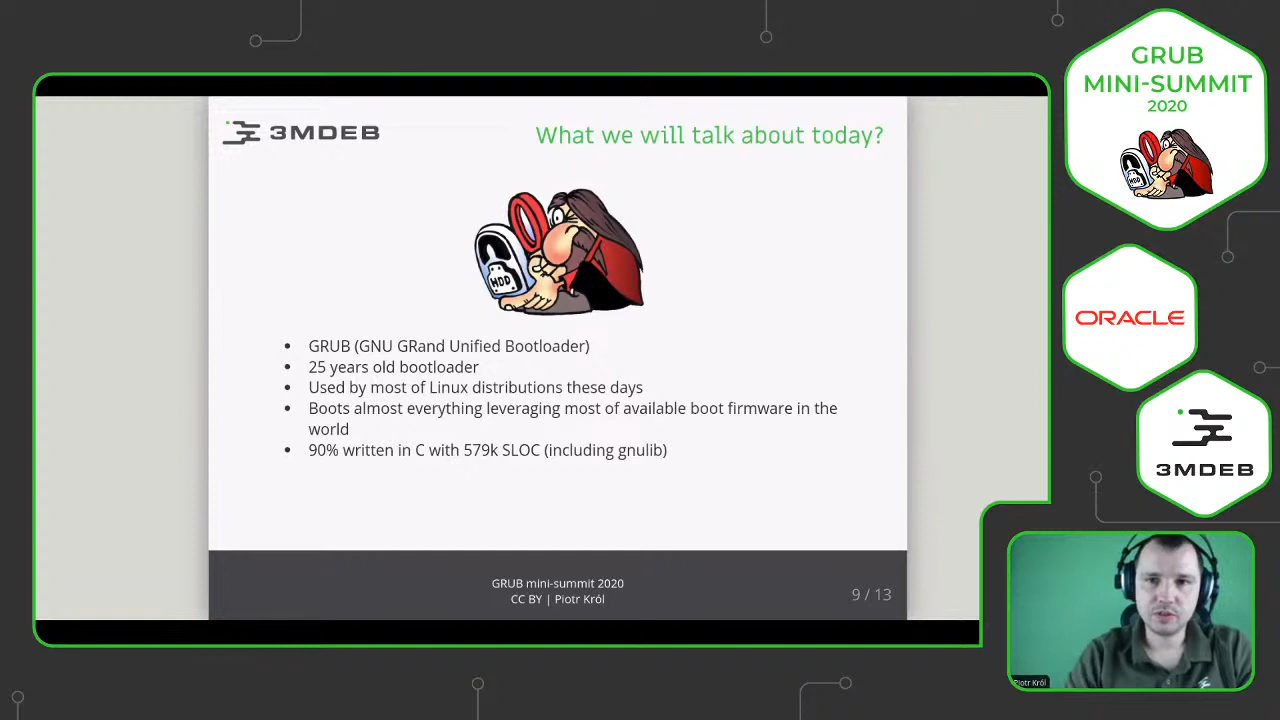 3MDEB
What we will talk about today?
HDD
• GRUB (GNU GRand Unified Bootloader)
• 25 years old bootloader
• Used by most of Linux distributions these days
• Boots almost everything leveraging most of available boot firmware in the
world
• 90% written in C with 579k SLOC (including gnulib)
GRUB mini-summit 2020
CC BY | Piotr Król
9 / 13
GRUB
MINI-SUMMIT
2020
HDD
ORACLE
3MDEB
Piotr Król